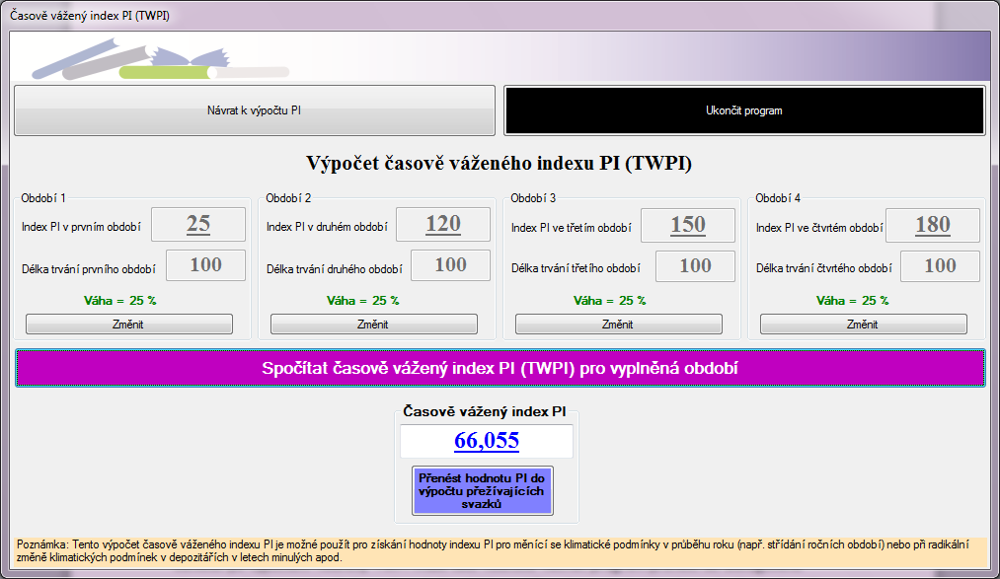 Časově vážený index PI (TWPI)
Návrat k výpočtu PI
Ukončit program
Výpočet časově váženého indexu PI (TWPI)
Období 1
Index PI v prvním období 25
Délka trvání prvního období 100
Váha = 25 %
Změnit
Období 2
Index PI v druhém období 120
Délka trvání druhého období 100
Váha = 25 %
Změnit
Období 3
Index PI ve třetím období 150
Délka trvání třetího období 100
Váha = 25 %
Změnit
Období 4
Index PI ve čtvrtém období 180
Délka trvání čtvrtého období 100
Váha = 25 %
Změnit
Spočítat časově vážený index PI (TWPI) pro vyplněná období
Časově vážený index PI
66,055
Přenést hodnotu PI do
výpočtu přežívajících
svazků
Poznámka: Tento výpočet časově váženého indexu PI je možné použít pro získání hodnoty indexu PI pro měnící se klimatické podmínky v průběhu roku (např. střídání ročních období) nebo při radikální
změně klimatických podmínek v depozitářích v letech minulých apod.